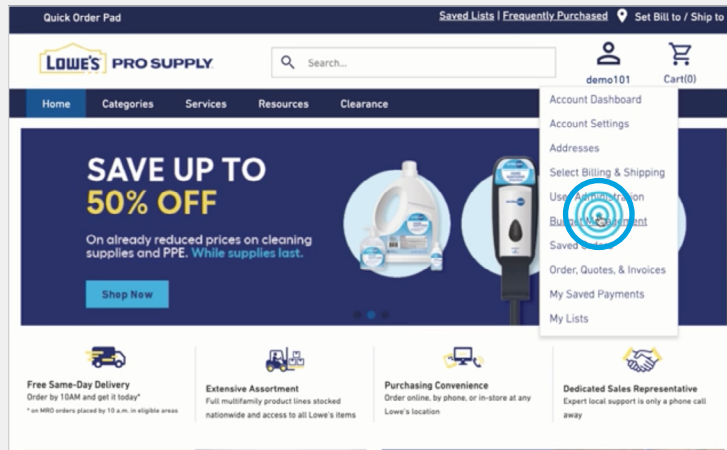 Quick Order Pad
Saved Lists | Frequently Purchased
Set Bill to / Ship to
LOWE'S PRO SUPPLY
Search...
demo101
Cart(0)
Home
Categories
Services
Resources
Clearance
Account Dashboard
Account Settings
Addresses
Select Billing & Shipping
User Administration
Budget Management
Saved Orders
Order, Quotes, & Invoices
My Saved Payments
My Lists
SAVE UP TO
50% OFF
On already reduced prices on cleaning
supplies and PPE. While supplies last.
Shop Now
Free Same-Day Delivery
Order by 10AM and get it today*
* on MRO orders placed by 10 a.m. in eligible areas
Extensive Assortment
Full multifamily product lines stocked
nationwide and access to all Lowe's items
Purchasing Convenience
Order online, by phone, or in-store at any
Lowe's location
Dedicated Sales Representative
Expert local support is only a phone call
away